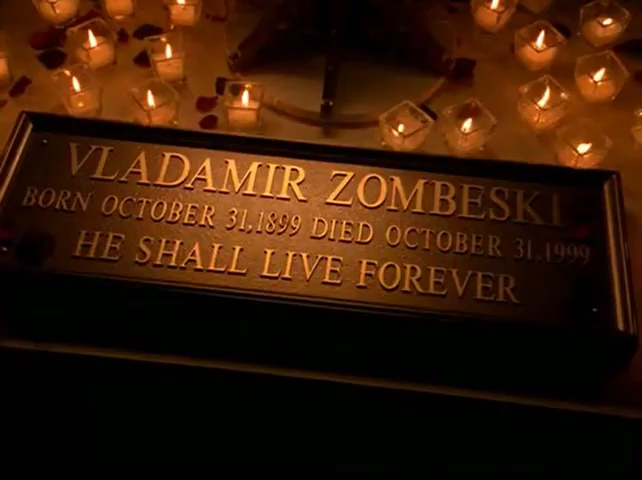 VLADAMIR ZOMBESKI
BORN OCTOBER 31,1899 DIED OCTOBER 31,1999
HE SHALL LIVE FOREVER